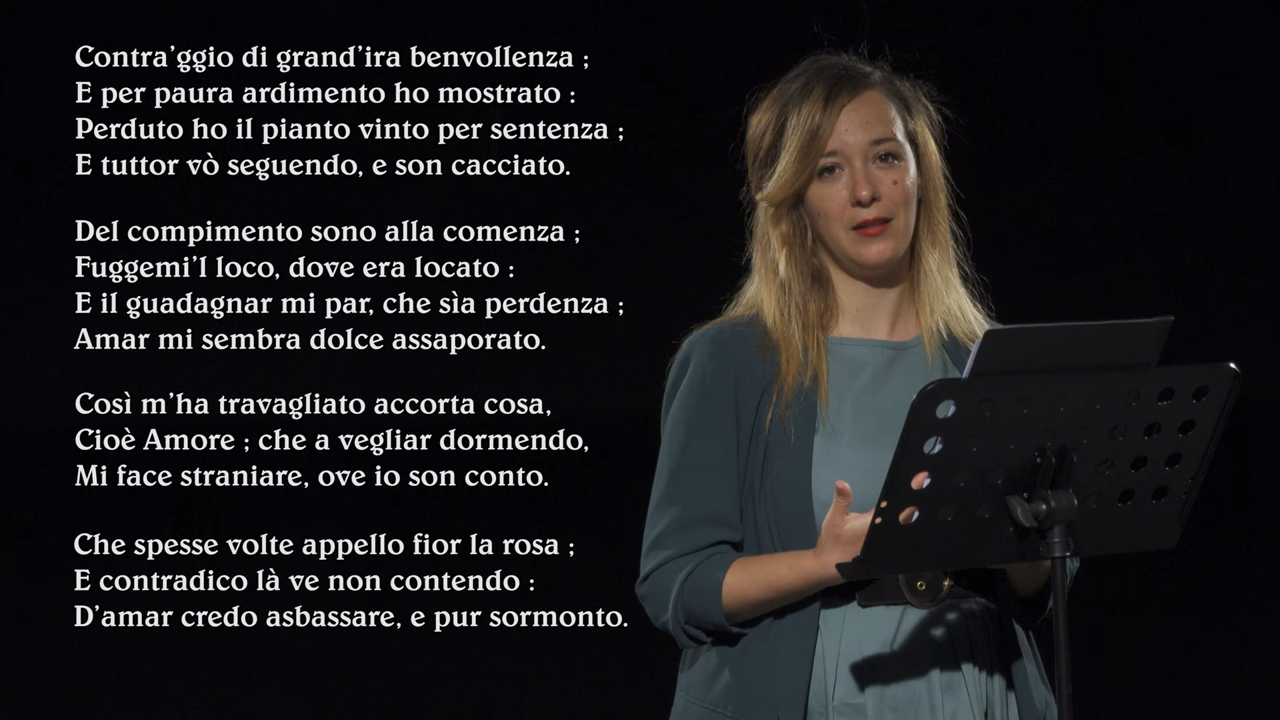 Contra’ggio di grand’ira benvollenza ;
E per paura ardimento ho mostrato :
Perduto ho il pianto vinto per sentenza ;
E tuttor vò seguendo, e son cacciato.
Del compimento sono alla comenza ;
Fuggemi’l loco, dove era locato :
E il guadagnar mi par, che sìa perdenza ;
Amar mi sembra dolce assaporato.
Così m’ha travagliato accorta cosa,
Cioè Amore ; che a vegliar dormendo,
Mi face straniare, ove io son conto.
Che spesse volte appello fior la rosa ;
E contradico là ve non contendo :
D’amar credo asbassare, e pur sormonto.